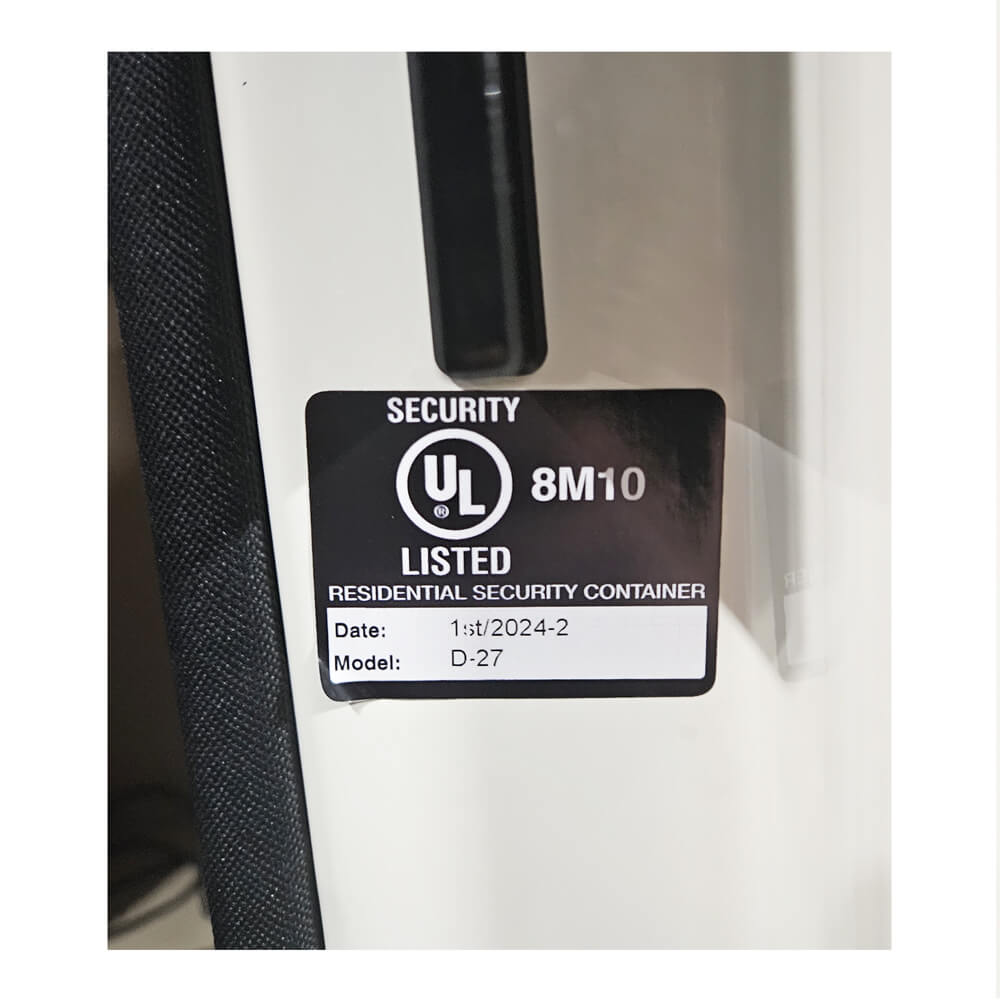 SECURITY
UL
®
8M10
LISTED
RESIDENTIAL SECURITY CONTAINER
Date: 1st/2024-2
Model: D-27